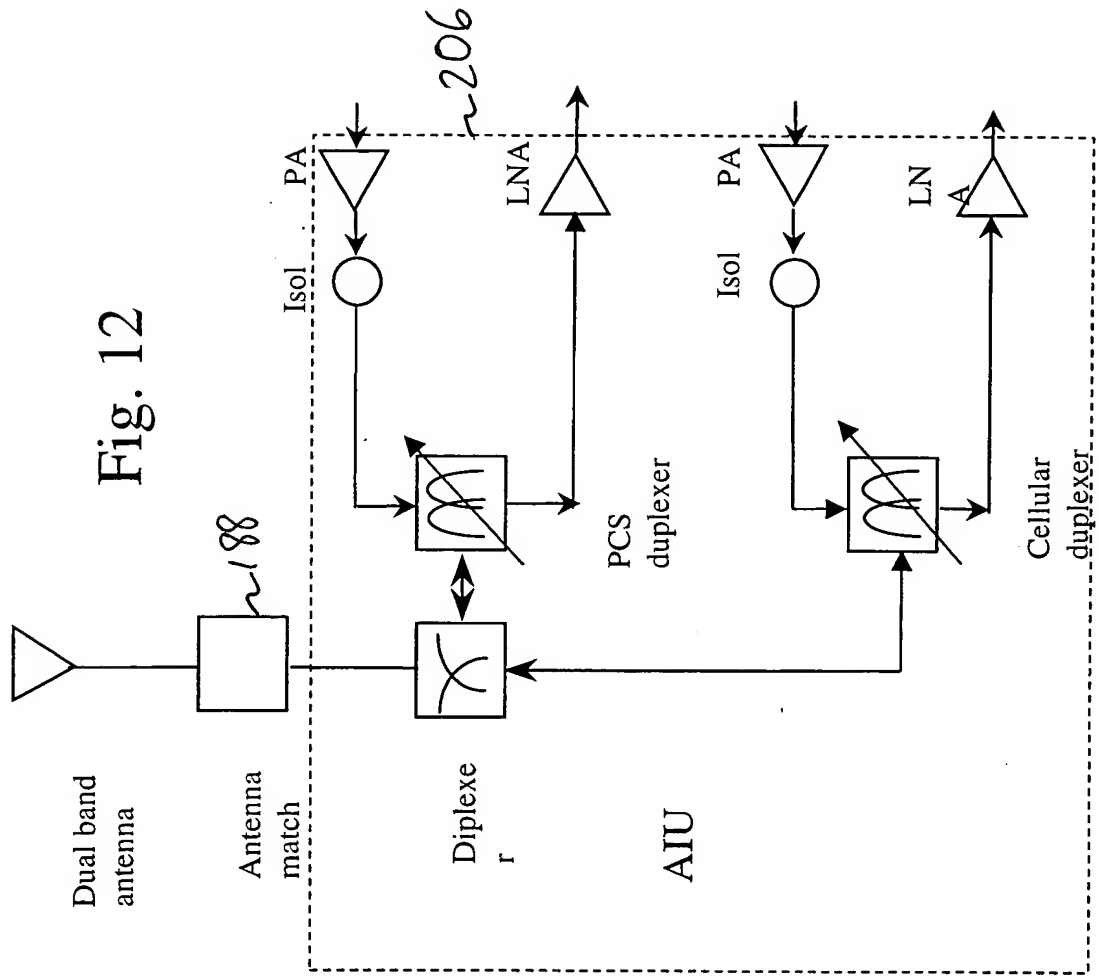 Fig. 12
Dual band
antenna
Antenna
match
~188
~206
Diplexe
r
AIU
PCS
duplexer
Isol
PA
LNA
Cellular
duplexer
Isol
PA
LN
A